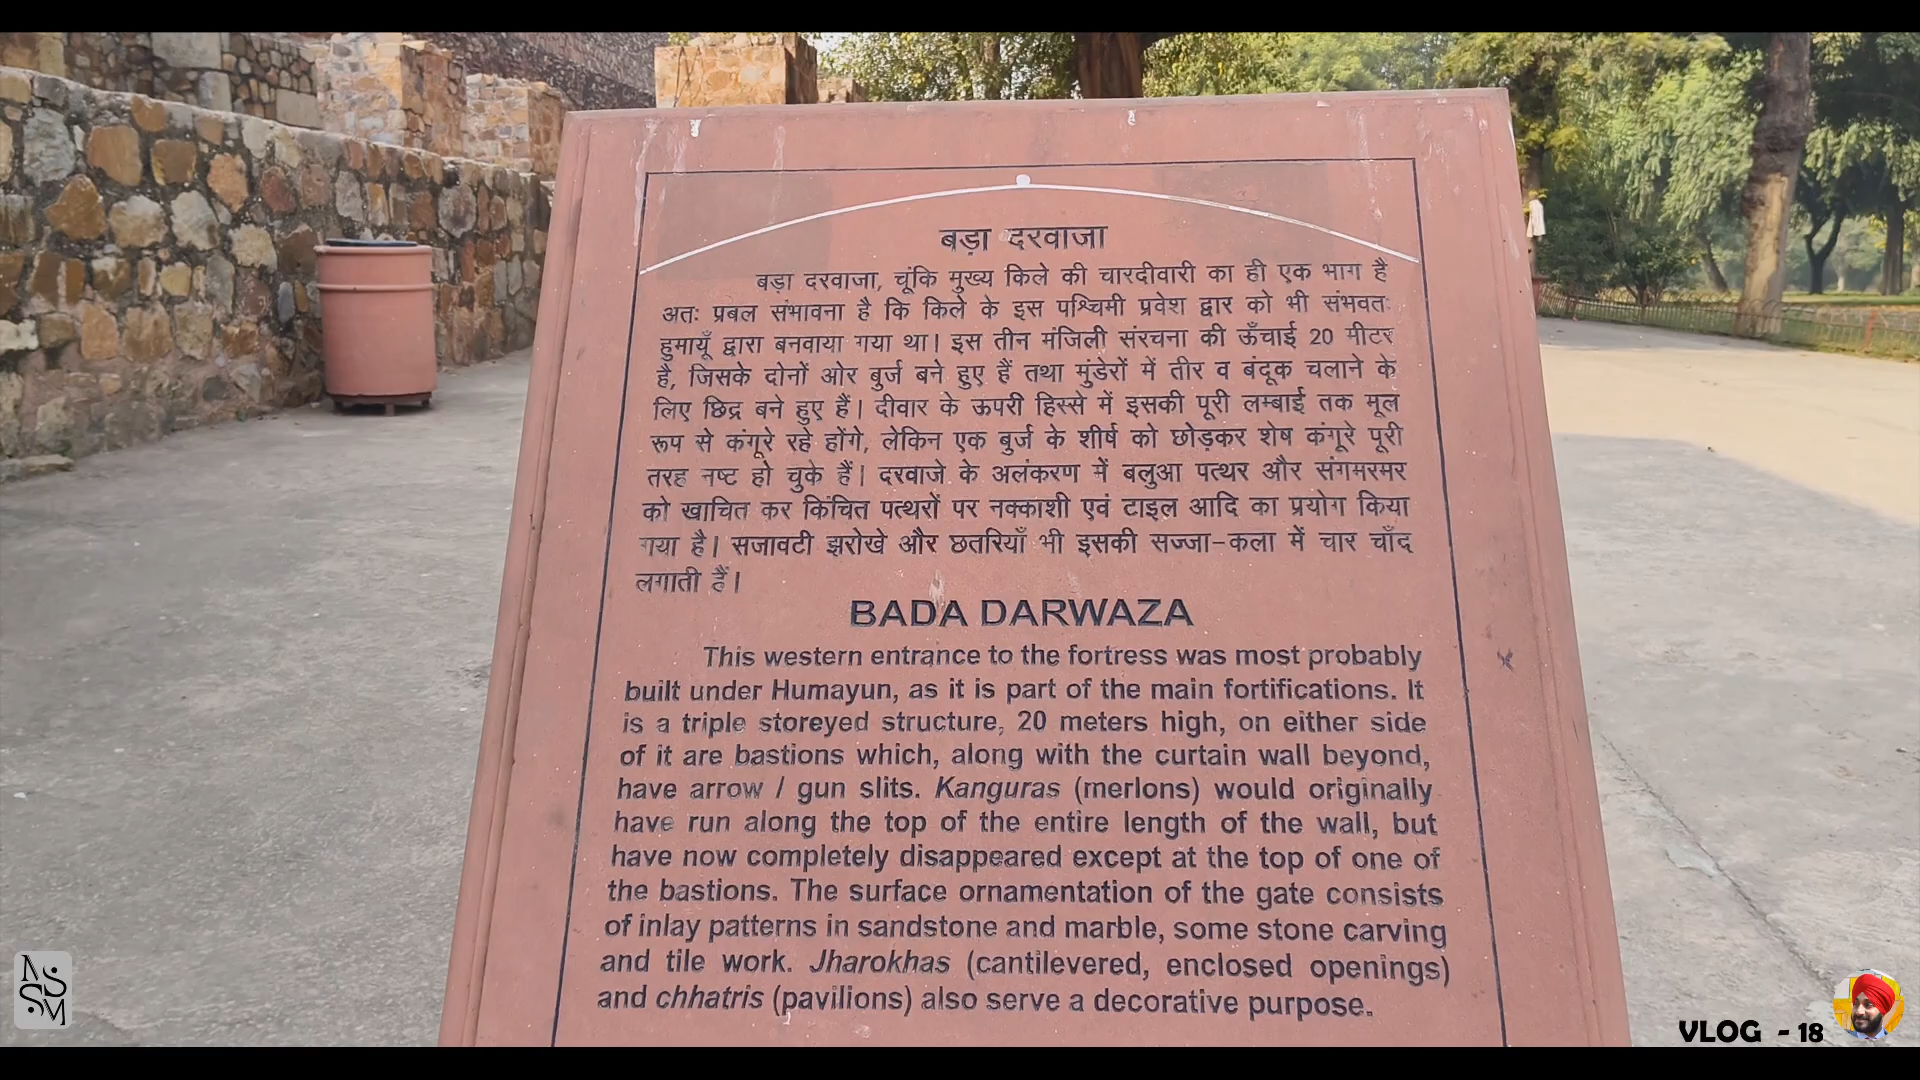 बड़ा दरवाजा
बड़ा दरवाजा, चूंकि मुख्य किले की चारदीवारी का ही एक भाग है
अतः प्रबल संभावना है कि किले के इस पश्चिमी प्रवेश द्वार को भी संभवतः
हुमायूँ द्वारा बनवाया गया था। इस तीन मंजिली संरचना की ऊँचाई 20 मीटर
है, जिसके दोनों ओर बुर्ज बने हुए हैं तथा मुंडेरों में तीर व बंदूक चलाने के
लिए छिद्र बने हुए हैं। दीवार के ऊपरी हिस्से में इसकी पूरी लम्बाई तक मूल
रूप से कंगूरे रहे होंगे, लेकिन एक बुर्ज के शीर्ष को छोड़कर शेष कंगूरे पूरी
तरह नष्ट हो चुके हैं। दरवाजे के अलंकरण में बलुआ पत्थर और संगमरमर
को खाचित कर किंचित पत्थरों पर नक्काशी एवं टाइल आदि का प्रयोग किया
गया है। सजावटी झरोखे और छतरियाँ भी इसकी सज्जा-कला में चार चाँद
लगाती हैं।
BADA DARWAZA
This western entrance to the fortress was most probably
built under Humayun, as it is part of the main fortifications. It
is a triple storeyed structure, 20 meters high, on either side
of it are bastions which, along with the curtain wall beyond,
have arrow / gun slits. Kanguras (merlons) would originally
have run along the top of the entire length of the wall, but
have now completely disappeared except at the top of one of
the bastions. The surface ornamentation of the gate consists
of inlay patterns in sandstone and marble, some stone carving
and tile work. Jharokhas (cantilevered, enclosed openings)
and chhatris (pavilions) also serve a decorative purpose.
NSSM
VLOG - 18